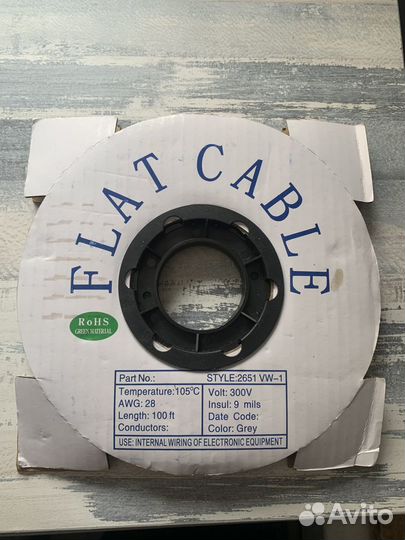 FLAT CABLE
RoHS
GREEN MATERIAL
Part No.: STYLE:2651 VW-1
Temperature:105°C Volt: 300V
AWG: 28 Insul: 9 mils
Length: 100 ft Date Code:
Conductors: Color: Grey
USE: INTERNAL WIRING OF ELECTRONIC EQUIPMENT
Avito